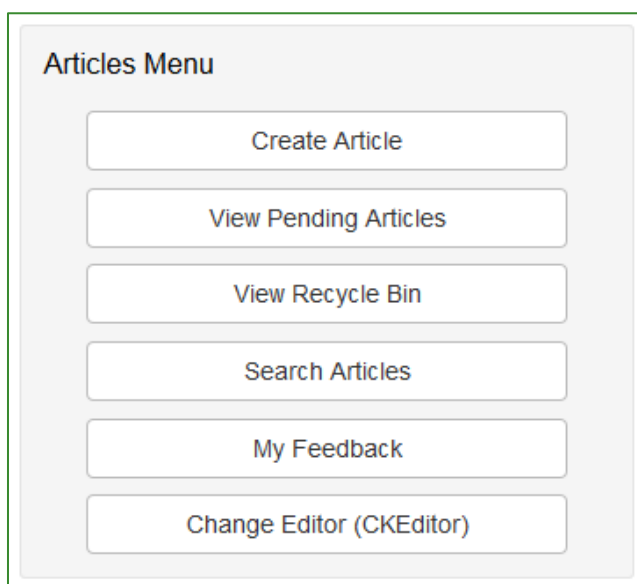 Articles Menu
Create Article
View Pending Articles
View Recycle Bin
Search Articles
My Feedback
Change Editor (CKEditor)